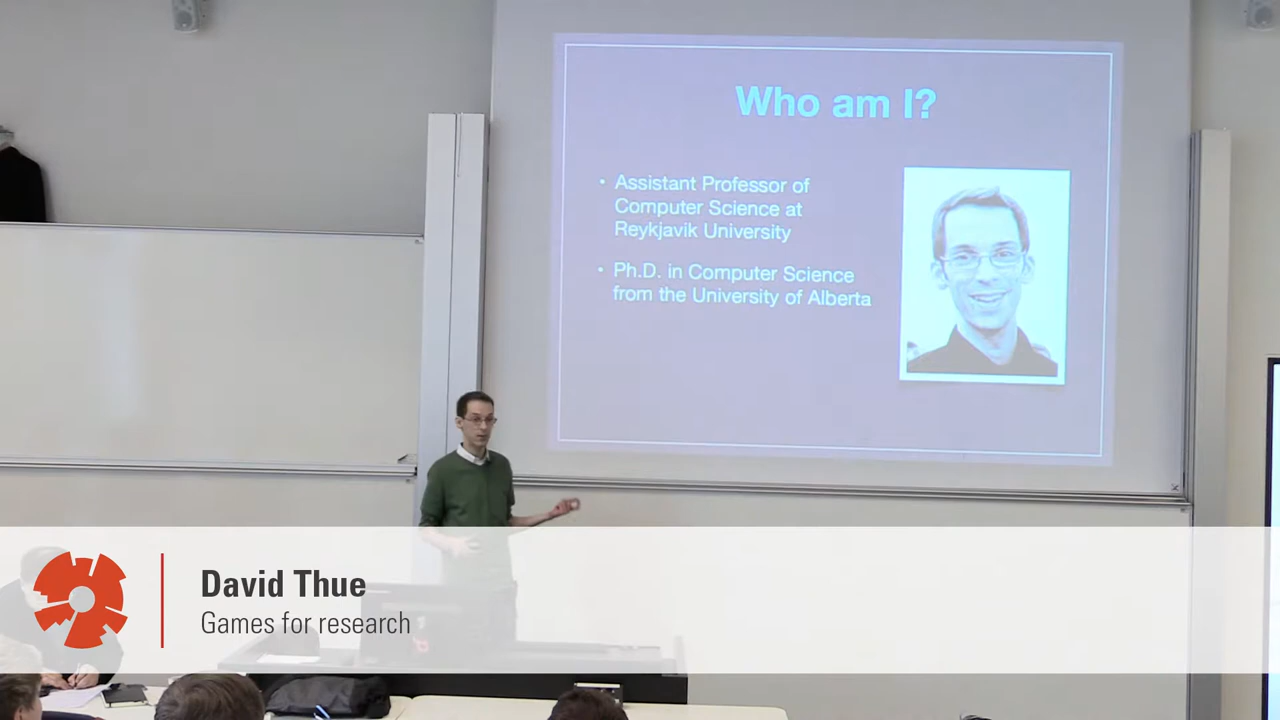 Who am I?
• Assistant Professor of
Computer Science at
Reykjavik University
• Ph.D. in Computer Science
from the University of Alberta
David Thue
Games for research